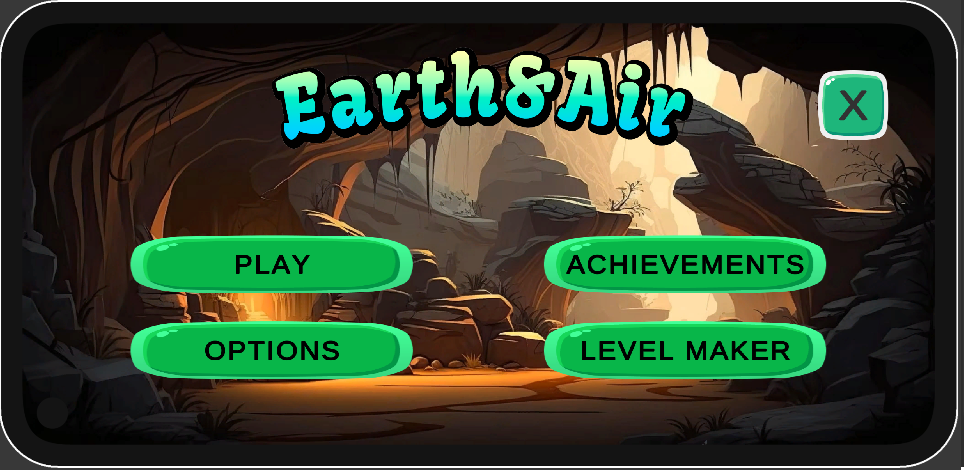 Earth&Air
X
PLAY
ACHIEVEMENTS
OPTIONS
LEVEL MAKER